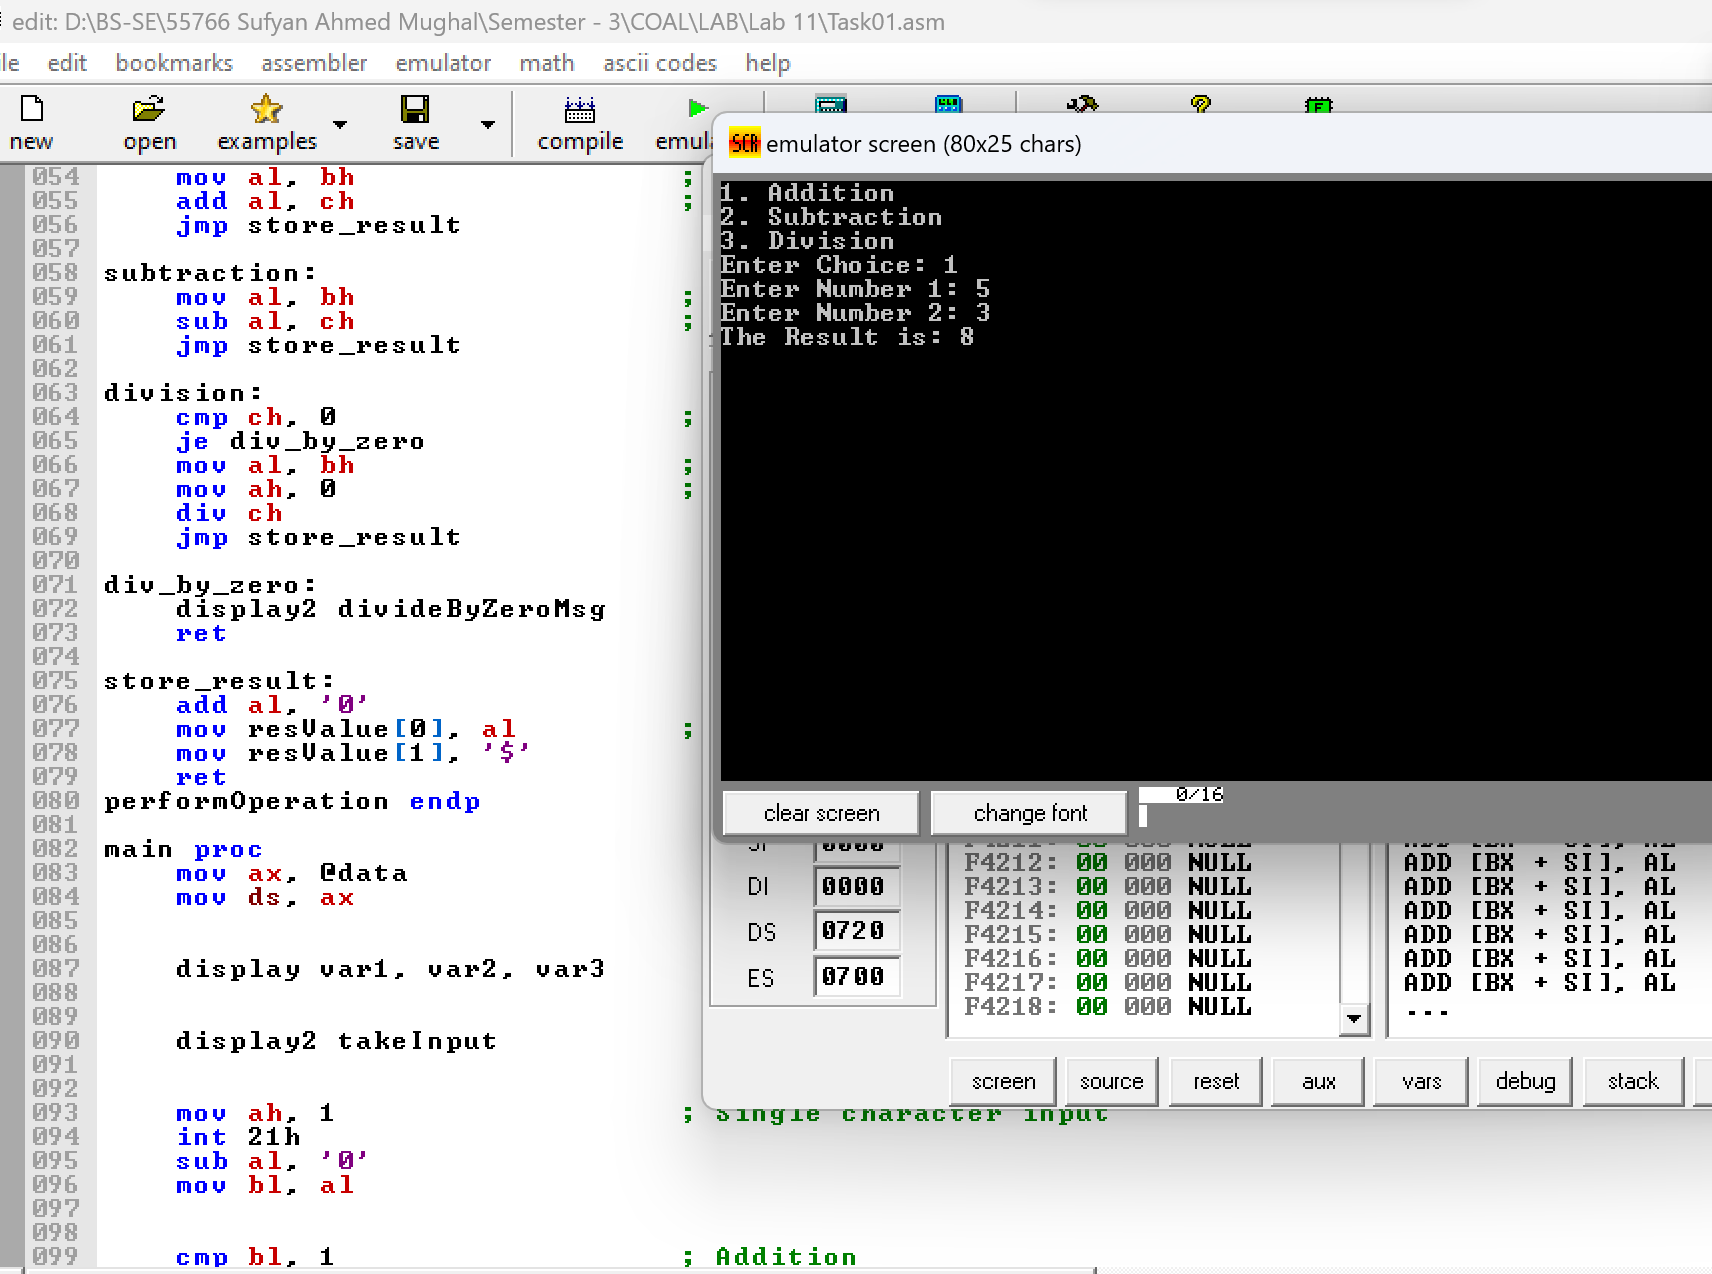 edit: D:\BS-SE\55766 Sufyan Ahmed Mughal\Semester - 3\COAL\LAB\Lab 11\Task01.asm
le edit bookmarks assembler emulator math ascii codes help
new open examples save compile emul
054 mov al, bh ;
055 add al, ch ;
056 jmp store_result
057
058 subtraction:
059 mov al, bh ;
060 sub al, ch ;
061 jmp store_result
062
063 division:
064 cmp ch, 0 ;
065 je div_by_zero
066 mov al, bh ;
067 mov ah, 0 ;
068 div ch
069 jmp store_result
070
071 div_by_zero:
072 display2 divideByZeroMsg
073 ret
074
075 store_result:
076 add al, '0'
077 mov resValue[0], al ;
078 mov resValue[1], '$'
079 ret
080 performOperation endp
081
082 main proc
083 mov ax, @data
084 mov ds, ax
085
086
087 display var1, var2, var3
088
089
090 display2 takeInput
091
092
093 mov ah, 1 ; Single character input
094 int 21h
095 sub al, '0'
096 mov bl, al
097
098
099 cmp bl, 1 ; Addition
SCR emulator screen (80x25 chars)
1. Addition
2. Subtraction
3. Division
Enter Choice: 1
Enter Number 1: 5
Enter Number 2: 3
The Result is: 8
clear screen change font 0/16
SI 0000
DI 0000
DS 0720
ES 0700
F4212: 00 000 NULL
F4213: 00 000 NULL
F4214: 00 000 NULL
F4215: 00 000 NULL
F4216: 00 000 NULL
F4217: 00 000 NULL
F4218: 00 000 NULL
ADD [BX + SI], AL
ADD [BX + SI], AL
ADD [BX + SI], AL
ADD [BX + SI], AL
ADD [BX + SI], AL
ADD [BX + SI], AL
...
screen source reset aux vars debug stack